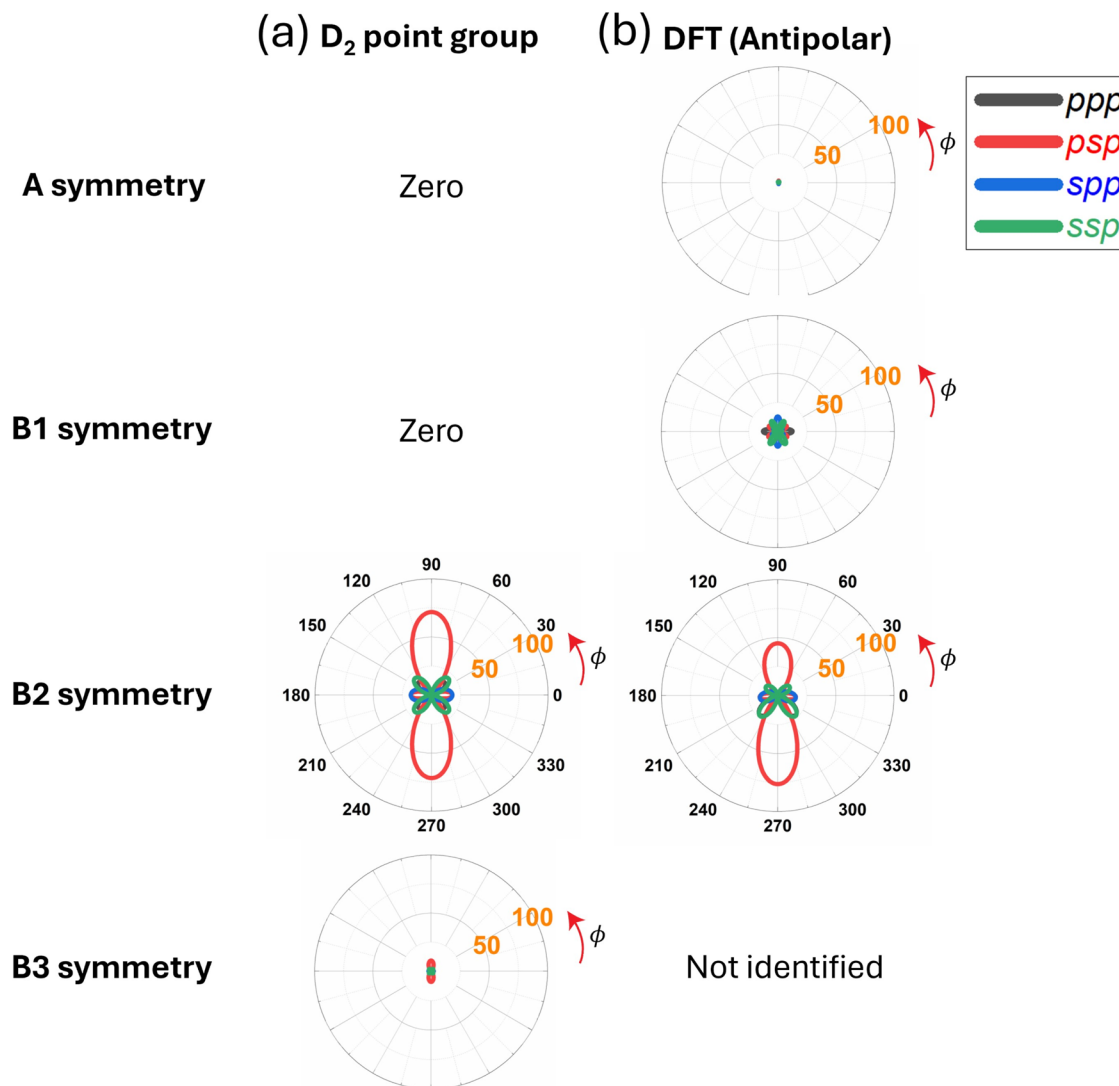 (a) D₂ point group
(b) DFT (Antipolar)
A symmetry
Zero
100
50
ϕ
ppp
psp
spp
ssp
B1 symmetry
Zero
100
50
ϕ
B2 symmetry
90
120 60
150 30
100
50
180 0
ϕ
210 330
240 300
270
90
120 60
150 30
100
50
180 0
ϕ
210 330
240 300
270
B3 symmetry
100
50
ϕ
Not identified